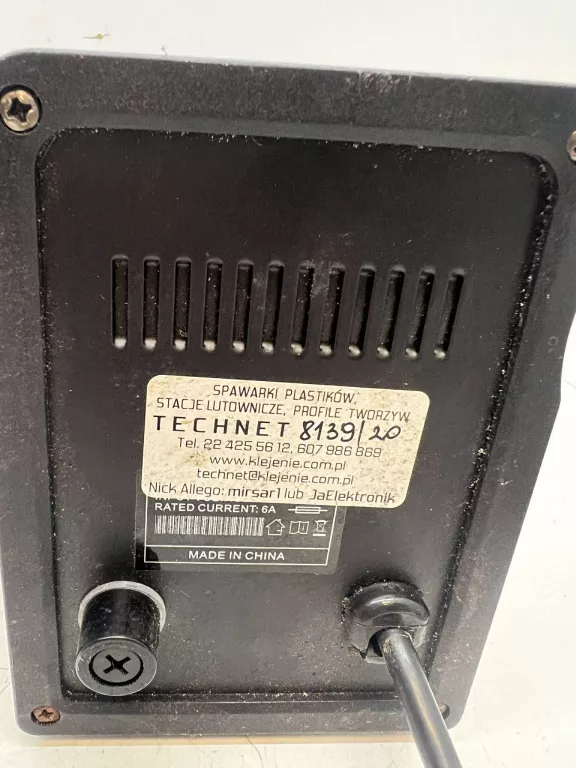 SPAWARKI PLASTIKÓW,
STACJE LUTOWNICZE, PROFILE TWORZYW
TECHNET 8139/20
Tel. 22 425 56 12, 607 986 869
www.klejenie.com.pl
technet@klejenie.com.pl
Nick Allego: mirsar1 lub JaElektronik
RATED CURRENT: 6A
MADE IN CHINA